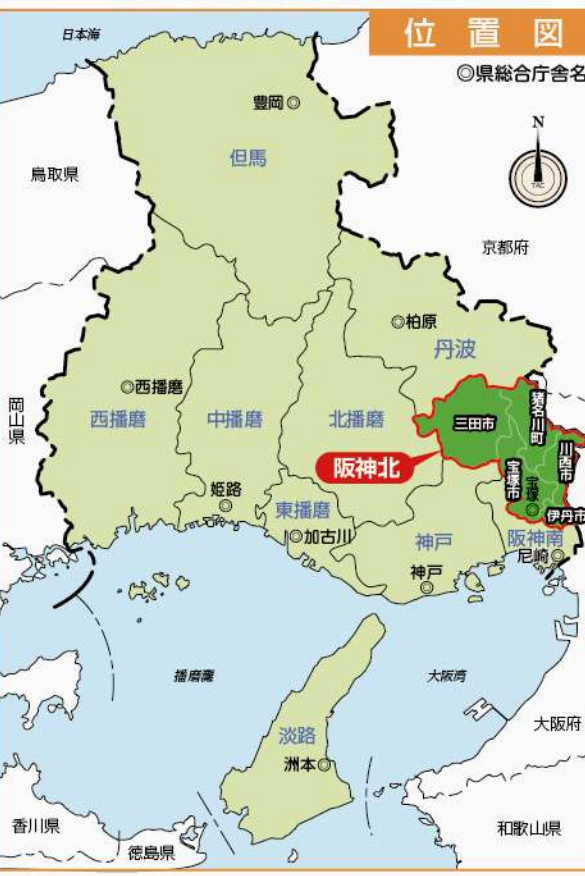 位置図
◎県総合庁舎名
日本海
豊岡◎
N
TAC
鳥取県
但馬
京都府
◎柏原
丹波
◎西播磨
岡山県
西播磨
中播磨
北播磨
三田市
猪名川町
川西市
阪神北
宝塚市
宝塚
◎
伊丹市
姫路
◎
東播磨
◎加古川
神戸
阪神南
尼崎◎
神戸
◎
播磨灘
大阪湾
大阪府
淡路
洲本◎
香川県
徳島県
和歌山県